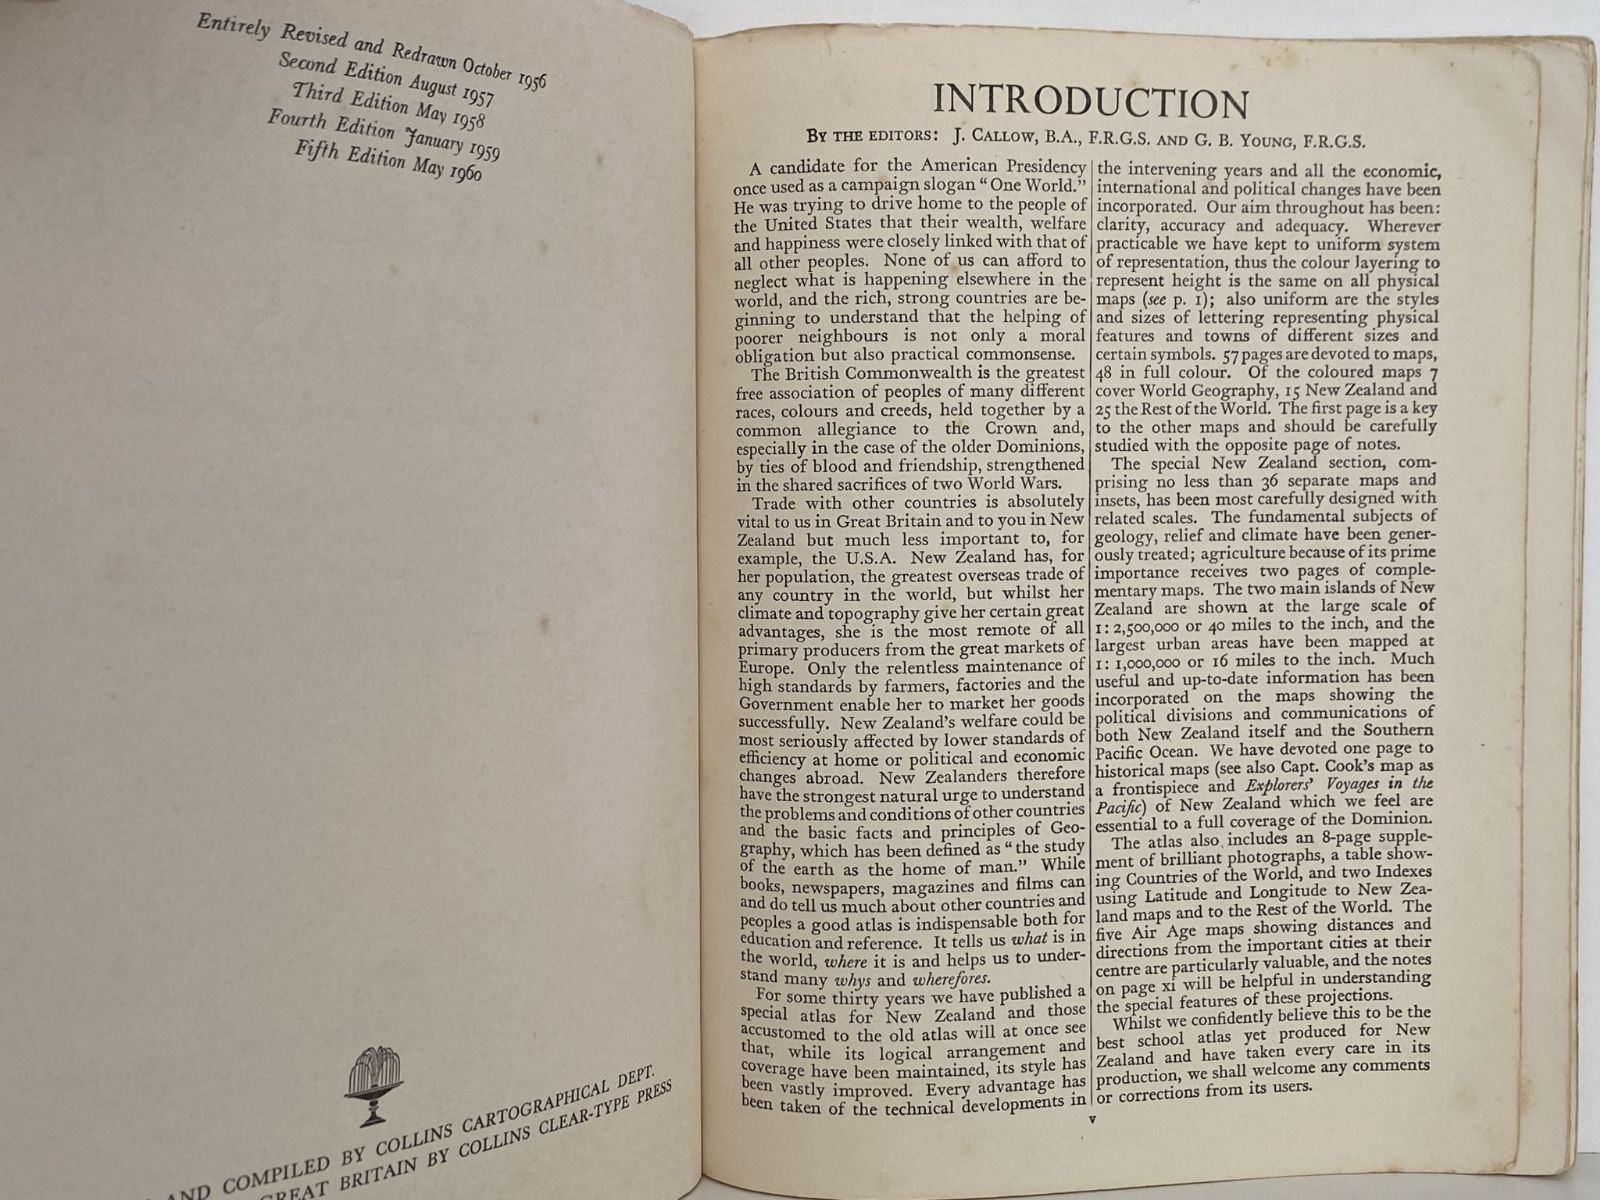 Entirely Revised and Redrawn October 1956
Second Edition August 1957
Third Edition May 1958
Fourth Edition January 1959
Fifth Edition May 1960
AND COMPILED BY COLLINS CARTOGRAPHICAL DEPT.
GREAT BRITAIN BY COLLINS CLEAR-TYPE PRESS
INTRODUCTION
BY THE EDITORS: J. CALLOW, B.A., F.R.G.S. AND G. B. YOUNG, F.R.G.S.
A candidate for the American Presidency
once used as a campaign slogan "One World."
He was trying to drive home to the people of
the United States that their wealth, welfare
and happiness were closely linked with that of
all other peoples. None of us can afford to
neglect what is happening elsewhere in the
world, and the rich, strong countries are be-
ginning to understand that the helping of
poorer neighbours is not only a moral
obligation but also practical commonsense.
The British Commonwealth is the greatest
free association of peoples of many different
races, colours and creeds, held together by a
common allegiance to the Crown and,
especially in the case of the older Dominions,
by ties of blood and friendship, strengthened
in the shared sacrifices of two World Wars.
Trade with other countries is absolutely
vital to us in Great Britain and to you in New
Zealand but much less important to, for
example, the U.S.A. New Zealand has, for
her population, the greatest overseas trade of
any country in the world, but whilst her
climate and topography give her certain great
advantages, she is the most remote of all
primary producers from the great markets of
Europe. Only the relentless maintenance of
high standards by farmers, factories and the
Government enable her to market her goods
successfully. New Zealand's welfare could be
most seriously affected by lower standards of
efficiency at home or political and economic
changes abroad. New Zealanders therefore
have the strongest natural urge to understand
the problems and conditions of other countries
and the basic facts and principles of Geo-
graphy, which has been defined as "the study
of the earth as the home of man." While
books, newspapers, magazines and films can
and do tell us much about other countries and
peoples a good atlas is indispensable both for
education and reference. It tells us what is in
the world, where it is and helps us to under-
stand many whys and wherefores.
For some thirty years we have published a
special atlas for New Zealand and those
accustomed to the old atlas will at once see
that, while its logical arrangement and
coverage have been maintained, its style has
been vastly improved. Every advantage has
been taken of the technical developments in
the intervening years and all the economic,
international and political changes have been
incorporated. Our aim throughout has been:
clarity, accuracy and adequacy. Wherever
practicable we have kept to uniform system
of representation, thus the colour layering to
represent height is the same on all physical
maps (see p. 1); also uniform are the styles
and sizes of lettering representing physical
features and towns of different sizes and
certain symbols. 57 pages are devoted to maps,
48 in full colour. Of the coloured maps 7
cover World Geography, 15 New Zealand and
25 the Rest of the World. The first page is a key
to the other maps and should be carefully
studied with the opposite page of notes.
The special New Zealand section, com-
prising no less than 36 separate maps and
insets, has been most carefully designed with
related scales. The fundamental subjects of
geology, relief and climate have been gener-
ously treated; agriculture because of its prime
importance receives two pages of comple-
mentary maps. The two main islands of New
Zealand are shown at the large scale of
1: 2,500,000 or 40 miles to the inch, and the
largest urban areas have been mapped at
1: 1,000,000 or 16 miles to the inch. Much
useful and up-to-date information has been
incorporated on the maps showing the
political divisions and communications of
both New Zealand itself and the Southern
Pacific Ocean. We have devoted one page to
historical maps (see also Capt. Cook's map as
a frontispiece and Explorers' Voyages in the
Pacific) of New Zealand which we feel are
essential to a full coverage of the Dominion.
The atlas also includes an 8-page supple-
ment of brilliant photographs, a table show-
ing Countries of the World, and two Indexes
using Latitude and Longitude to New Zea-
land maps and to the Rest of the World. The
five Air Age maps showing distances and
directions from the important cities at their
centre are particularly valuable, and the notes
on page xi will be helpful in understanding
the special features of these projections.
Whilst we confidently believe this to be the
best school atlas yet produced for New
Zealand and have taken every care in its
production, we shall welcome any comments
or corrections from its users.
v